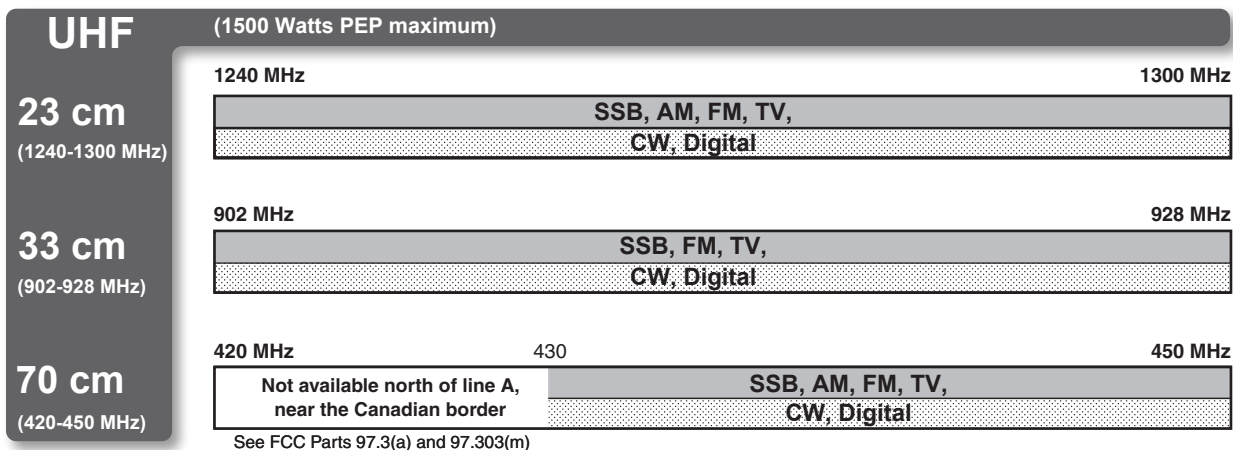 UHF
(1500 Watts PEP maximum)
23 cm
(1240-1300 MHz)
1240 MHz 1300 MHz
SSB, AM, FM, TV,
CW, Digital
33 cm
(902-928 MHz)
902 MHz 928 MHz
SSB, FM, TV,
CW, Digital
70 cm
(420-450 MHz)
420 MHz 430 450 MHz
Not available north of line A,
near the Canadian border
SSB, AM, FM, TV,
CW, Digital
See FCC Parts 97.3(a) and 97.303(m)